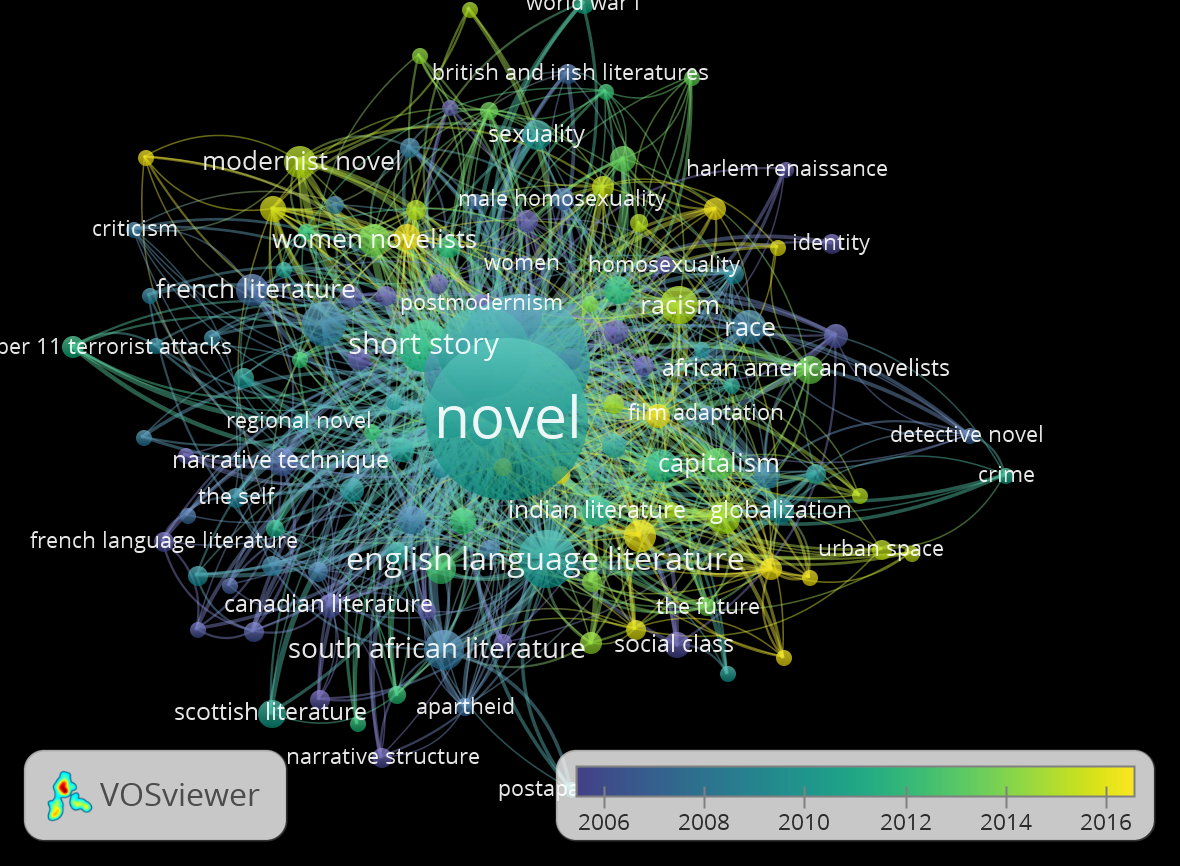 world war i
british and irish literatures
sexuality
modernist novel
harlem renaissance
male homosexuality
criticism
women novelists
identity
women
homosexuality
french literature
postmodernism
racism
race
short story
11 terrorist attacks
african american novelists
novel
film adaptation
regional novel
detective novel
narrative technique
capitalism
crime
the self
indian literature
globalization
french language literature
urban space
english language literature
canadian literature
the future
south african literature
social class
scottish literature
apartheid
narrative structure
VOSviewer
2006 2008 2010 2012 2014 2016